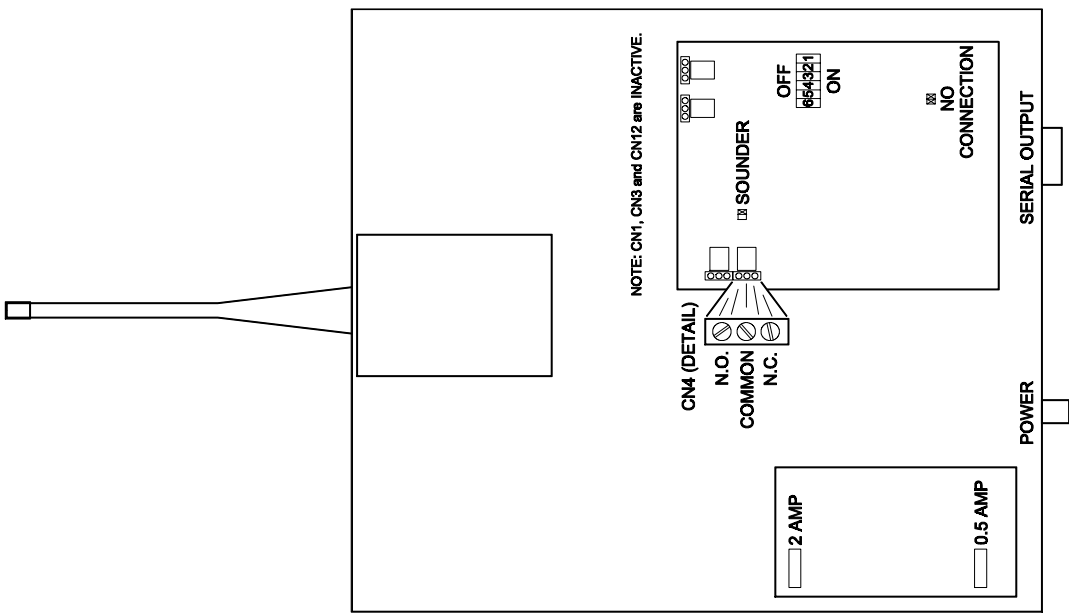 NOTE: CN1, CN3 and CN12 are INACTIVE.
OFF
654321
ON
SOUNDER
NO
CONNECTION
CN4 (DETAIL)
N.O.
COMMON
N.C.
SERIAL OUTPUT
POWER
2 AMP
0.5 AMP